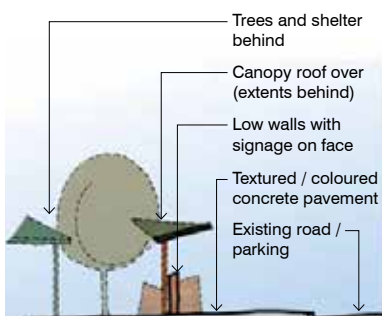 Trees and shelter
behind
Canopy roof over
(extents behind)
Low walls with
signage on face
Textured / coloured
concrete pavement
Existing road /
parking